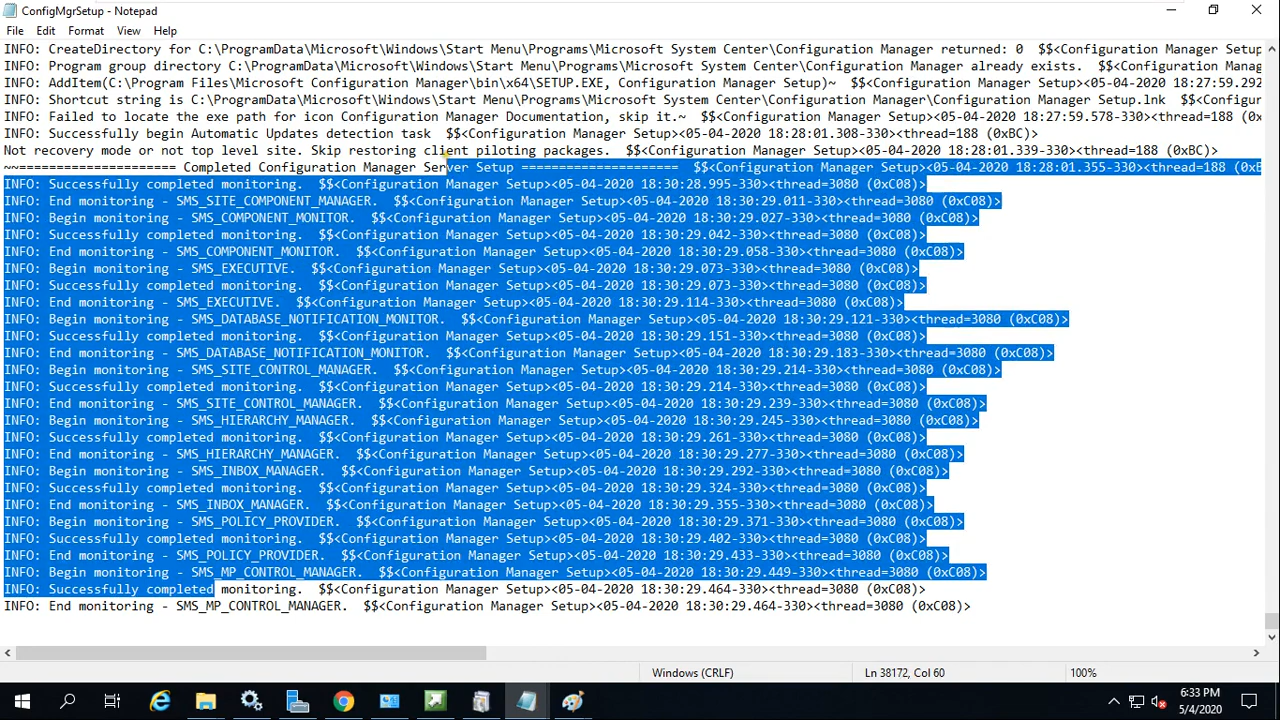 ConfigMgrSetup - Notepad
File Edit Format View Help
INFO: CreateDirectory for C:\ProgramData\Microsoft\Windows\Start Menu\Programs\Microsoft System Center\Configuration Manager returned: 0 $$<Configuration Manager Setup
INFO: Program group directory C:\ProgramData\Microsoft\Windows\Start Menu\Programs\Microsoft System Center\Configuration Manager already exists. $$<Configuration Manage
INFO: AddItem(C:\Program Files\Microsoft Configuration Manager\bin\x64\SETUP.EXE, Configuration Manager Setup)~ $$<Configuration Manager Setup><05-04-2020 18:27:59.292
INFO: Shortcut string is C:\ProgramData\Microsoft\Windows\Start Menu\Programs\Microsoft System Center\Configuration Manager\Configuration Manager Setup.lnk $$<Configur
INFO: Failed to locate the exe path for icon Configuration Manager Documentation, skip it.~ $$<Configuration Manager Setup><05-04-2020 18:27:59.578-330><thread=188 (0x
INFO: Successfully begin Automatic Updates detection task $$<Configuration Manager Setup><05-04-2020 18:28:01.308-330><thread=188 (0xBC)>
Not recovery mode or not top level site. Skip restoring client piloting packages. $$<Configuration Manager Setup><05-04-2020 18:28:01.339-330><thread=188 (0xBC)>
~~===================== Completed Configuration Manager Server Setup ===================== $$<Configuration Manager Setup><05-04-2020 18:28:01.355-330><thread=188 (0xB
INFO: Successfully completed monitoring. $$<Configuration Manager Setup><05-04-2020 18:30:28.995-330><thread=3080 (0xC08)>
INFO: End monitoring - SMS_SITE_COMPONENT_MANAGER. $$<Configuration Manager Setup><05-04-2020 18:30:29.011-330><thread=3080 (0xC08)>
INFO: Begin monitoring - SMS_COMPONENT_MONITOR. $$<Configuration Manager Setup><05-04-2020 18:30:29.027-330><thread=3080 (0xC08)>
INFO: Successfully completed monitoring. $$<Configuration Manager Setup><05-04-2020 18:30:29.042-330><thread=3080 (0xC08)>
INFO: End monitoring - SMS_COMPONENT_MONITOR. $$<Configuration Manager Setup><05-04-2020 18:30:29.058-330><thread=3080 (0xC08)>
INFO: Begin monitoring - SMS_EXECUTIVE. $$<Configuration Manager Setup><05-04-2020 18:30:29.073-330><thread=3080 (0xC08)>
INFO: Successfully completed monitoring. $$<Configuration Manager Setup><05-04-2020 18:30:29.073-330><thread=3080 (0xC08)>
INFO: End monitoring - SMS_EXECUTIVE. $$<Configuration Manager Setup><05-04-2020 18:30:29.114-330><thread=3080 (0xC08)>
INFO: Begin monitoring - SMS_DATABASE_NOTIFICATION_MONITOR. $$<Configuration Manager Setup><05-04-2020 18:30:29.121-330><thread=3080 (0xC08)>
INFO: Successfully completed monitoring. $$<Configuration Manager Setup><05-04-2020 18:30:29.151-330><thread=3080 (0xC08)>
INFO: End monitoring - SMS_DATABASE_NOTIFICATION_MONITOR. $$<Configuration Manager Setup><05-04-2020 18:30:29.183-330><thread=3080 (0xC08)>
INFO: Begin monitoring - SMS_SITE_CONTROL_MANAGER. $$<Configuration Manager Setup><05-04-2020 18:30:29.214-330><thread=3080 (0xC08)>
INFO: Successfully completed monitoring. $$<Configuration Manager Setup><05-04-2020 18:30:29.214-330><thread=3080 (0xC08)>
INFO: End monitoring - SMS_SITE_CONTROL_MANAGER. $$<Configuration Manager Setup><05-04-2020 18:30:29.239-330><thread=3080 (0xC08)>
INFO: Begin monitoring - SMS_HIERARCHY_MANAGER. $$<Configuration Manager Setup><05-04-2020 18:30:29.245-330><thread=3080 (0xC08)>
INFO: Successfully completed monitoring. $$<Configuration Manager Setup><05-04-2020 18:30:29.261-330><thread=3080 (0xC08)>
INFO: End monitoring - SMS_HIERARCHY_MANAGER. $$<Configuration Manager Setup><05-04-2020 18:30:29.277-330><thread=3080 (0xC08)>
INFO: Begin monitoring - SMS_INBOX_MANAGER. $$<Configuration Manager Setup><05-04-2020 18:30:29.292-330><thread=3080 (0xC08)>
INFO: Successfully completed monitoring. $$<Configuration Manager Setup><05-04-2020 18:30:29.324-330><thread=3080 (0xC08)>
INFO: End monitoring - SMS_INBOX_MANAGER. $$<Configuration Manager Setup><05-04-2020 18:30:29.355-330><thread=3080 (0xC08)>
INFO: Begin monitoring - SMS_POLICY_PROVIDER. $$<Configuration Manager Setup><05-04-2020 18:30:29.371-330><thread=3080 (0xC08)>
INFO: Successfully completed monitoring. $$<Configuration Manager Setup><05-04-2020 18:30:29.402-330><thread=3080 (0xC08)>
INFO: End monitoring - SMS_POLICY_PROVIDER. $$<Configuration Manager Setup><05-04-2020 18:30:29.433-330><thread=3080 (0xC08)>
INFO: Begin monitoring - SMS_MP_CONTROL_MANAGER. $$<Configuration Manager Setup><05-04-2020 18:30:29.449-330><thread=3080 (0xC08)>
INFO: Successfully completed monitoring. $$<Configuration Manager Setup><05-04-2020 18:30:29.464-330><thread=3080 (0xC08)>
INFO: End monitoring - SMS_MP_CONTROL_MANAGER. $$<Configuration Manager Setup><05-04-2020 18:30:29.464-330><thread=3080 (0xC08)>
Windows (CRLF) Ln 38172, Col 60 100%
6:33 PM
5/4/2020